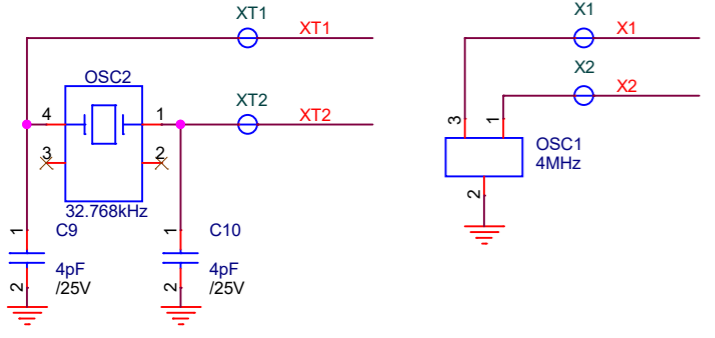 XT1
XT1
OSC2
4
1
XT2
XT2
3
2
32.768kHz
1
C9
4pF
/25V
2
1
C10
4pF
/25V
2
X1
X1
X2
X2
3
1
OSC1
4MHz
2